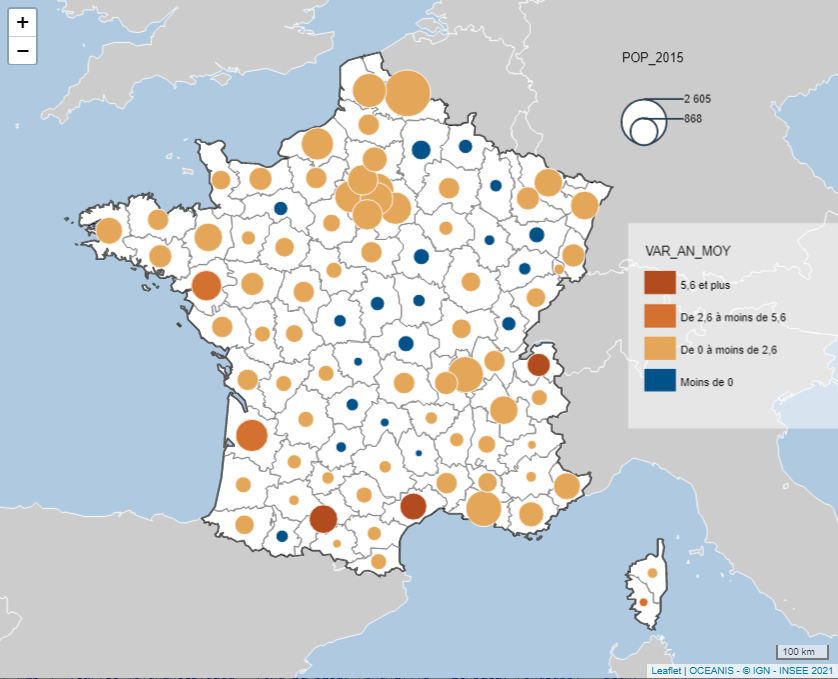 +
−
POP_2015
2 605
868
VAR_AN_MOY
5,6 et plus
De 2,6 à moins de 5,6
De 0 à moins de 2,6
Moins de 0
100 km
Leaflet | OCEANIS - © IGN - INSEE 2021